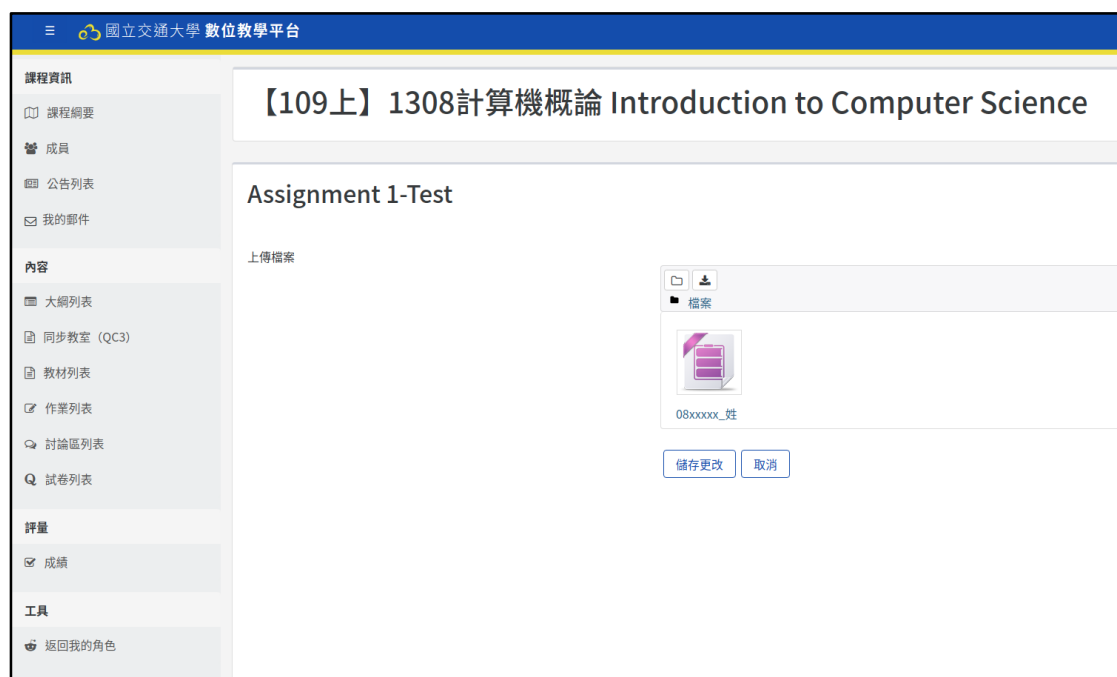 國立交通大學 數位教學平台
課程資訊
課程綱要
成員
公告列表
我的郵件
內容
大綱列表
同步教室（QC3）
教材列表
作業列表
討論區列表
Q 試卷列表
評量
成績
工具
返回我的角色
【109上】1308計算機概論 Introduction to Computer Science
Assignment 1-Test
上傳檔案
檔案
08xxxxx_姓
儲存更改 取消